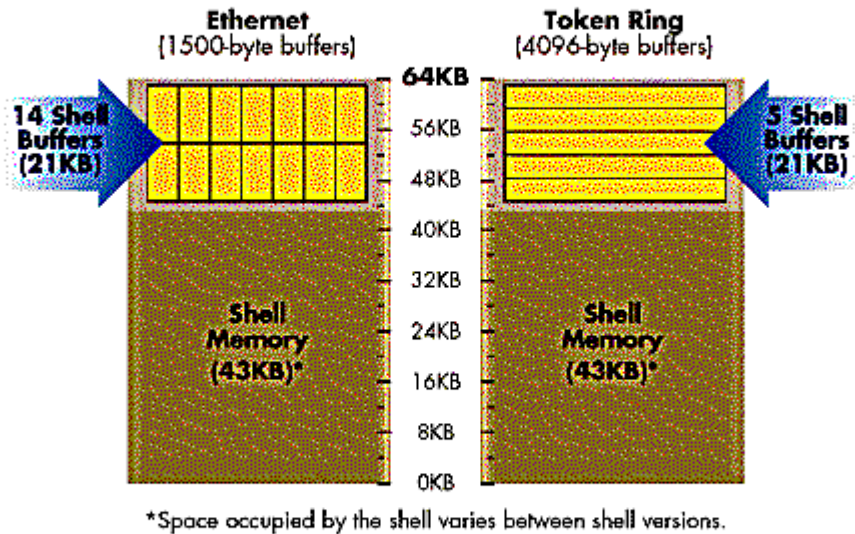 Ethernet
(1500-byte buffers)
Token Ring
(4096-byte buffers)
14 Shell
Buffers
(21KB)
64KB
56KB
48KB
40KB
32KB
24KB
16KB
8KB
0KB
5 Shell
Buffers
(21KB)
Shell
Memory
(43KB)*
Shell
Memory
(43KB)*
*Space occupied by the shell varies between shell versions.